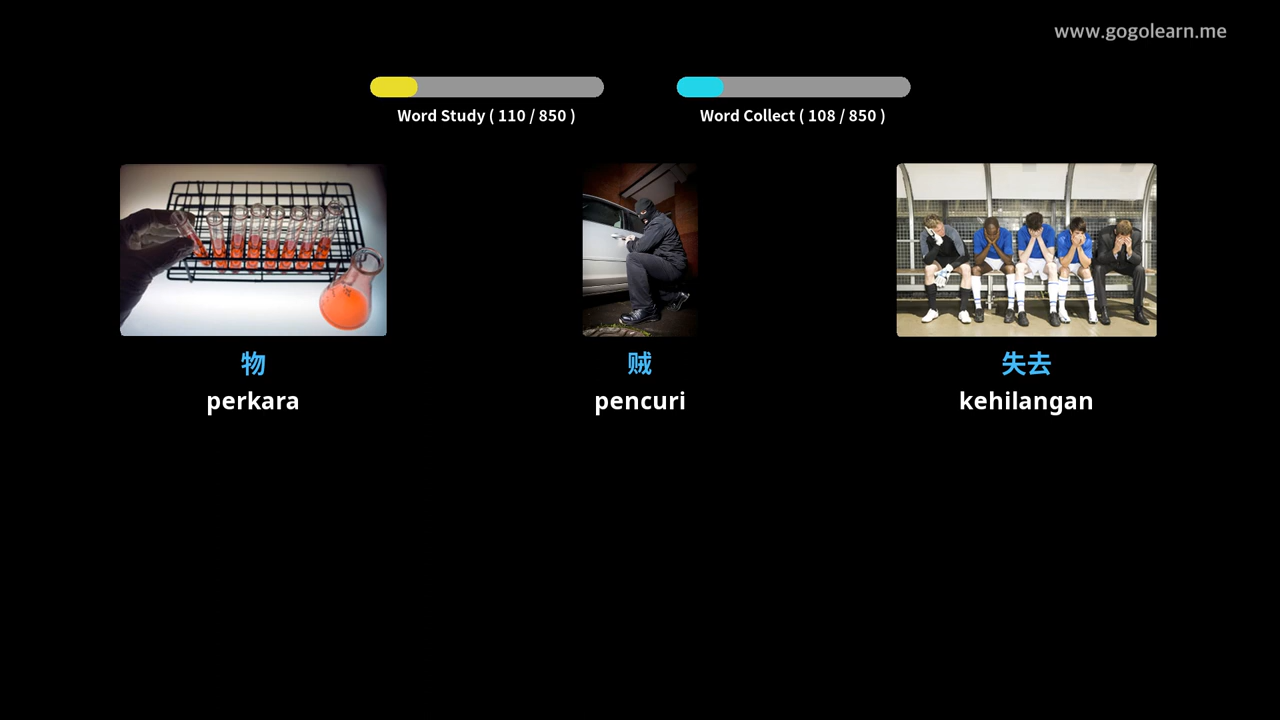 www.gogolearn.me
Word Study ( 110 / 850 )
Word Collect ( 108 / 850 )
物
perkara
贼
pencuri
失去
kehilangan